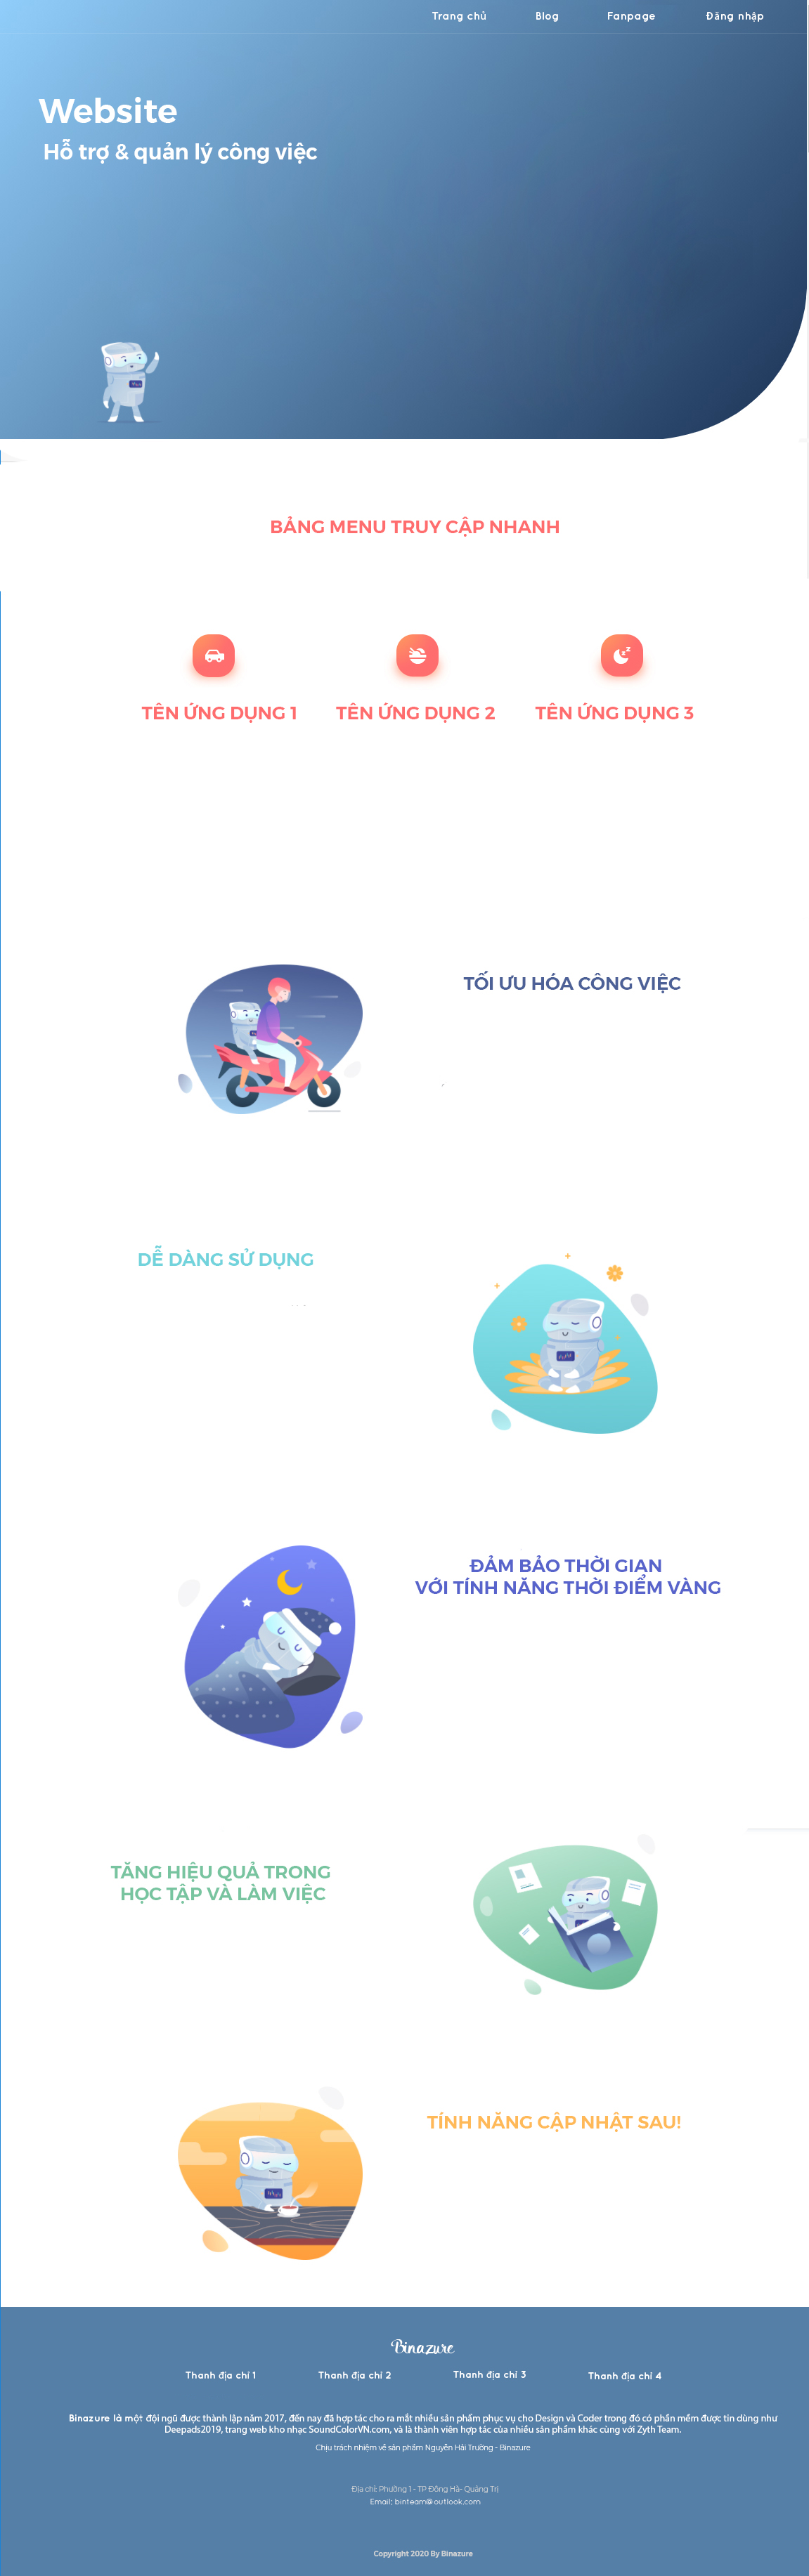 Trang chủ Blog Fanpage Đăng nhập
Website
Hỗ trợ & quản lý công việc
BẢNG MENU TRUY CẬP NHANH
TÊN ỨNG DỤNG 1 TÊN ỨNG DỤNG 2 TÊN ỨNG DỤNG 3
TỐI ƯU HÓA CÔNG VIỆC
DỄ DÀNG SỬ DỤNG
ĐẢM BẢO THỜI GIAN
VỚI TÍNH NĂNG THỜI ĐIỂM VÀNG
TĂNG HIỆU QUẢ TRONG
HỌC TẬP VÀ LÀM VIỆC
TÍNH NĂNG CẬP NHẬT SAU!
Binazure
Thanh địa chỉ 1 Thanh địa chỉ 2 Thanh địa chỉ 3 Thanh địa chỉ 4
Binazure là một đội ngũ được thành lập năm 2017, đến nay đã hợp tác cho ra mắt nhiều sản phẩm phục vụ cho Design và Coder trong đó có phần mềm được tin dùng như
Deepads2019, trang web kho nhạc SoundColorVN.com, và là thành viên hợp tác của nhiều sản phẩm khác cùng với Zyth Team.
Chịu trách nhiệm về sản phẩm Nguyễn Hải Trường - Binazure
Địa chỉ: Phường 1 - TP Đông Hà- Quảng Trị
Email: binteam@outlook.com
Copyright 2020 By Binazure